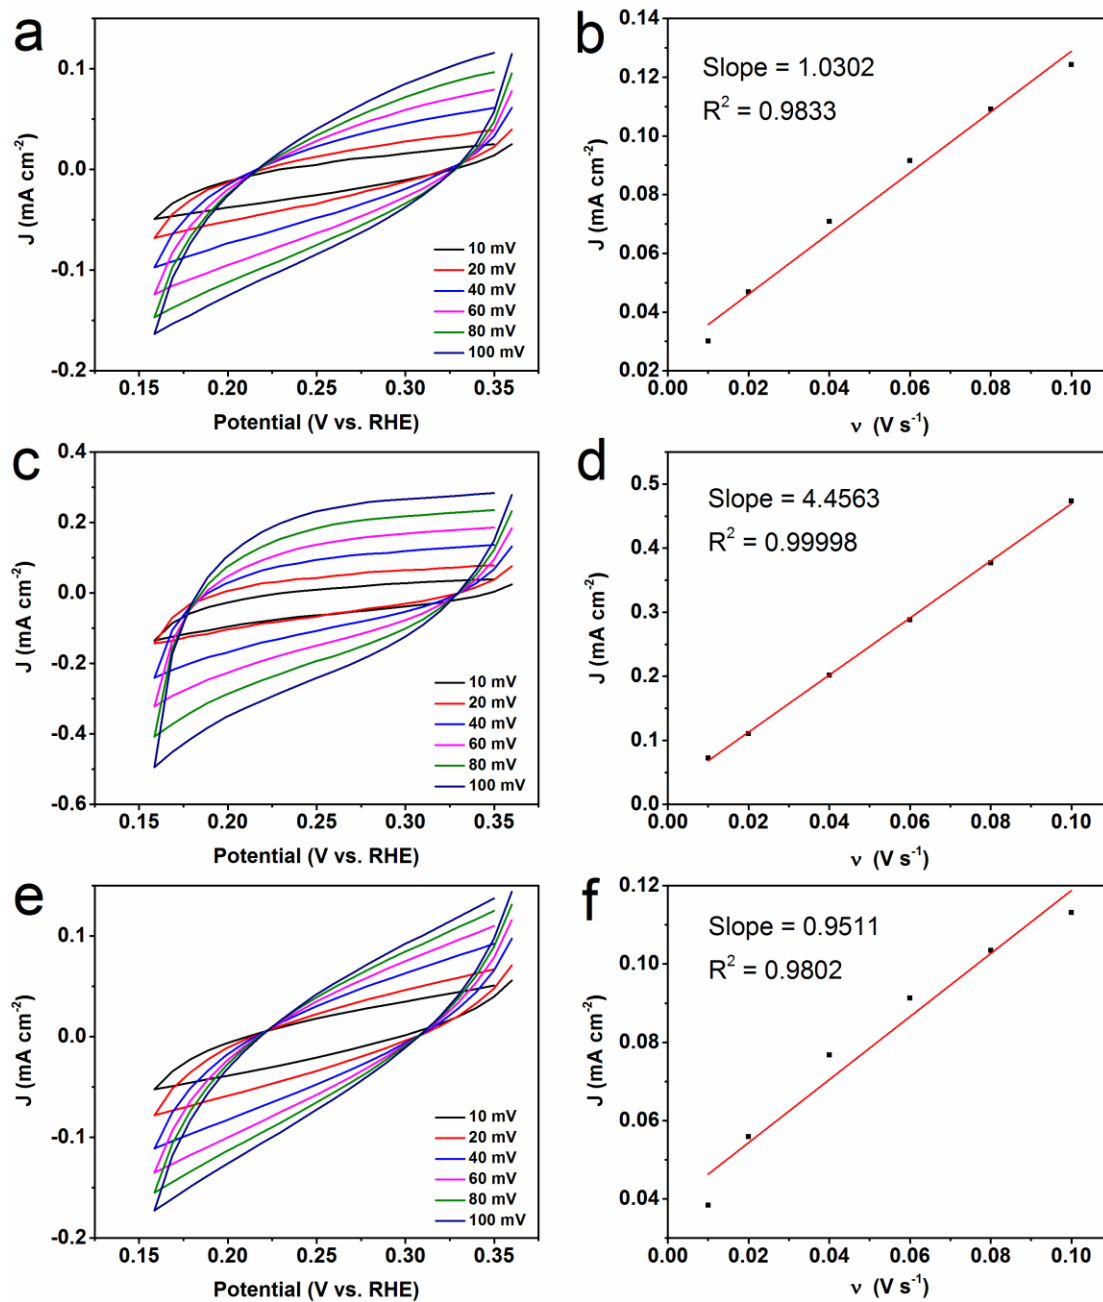 a
0.1
0.0
-0.1
-0.2
J (mA cm⁻²)
10 mV
20 mV
40 mV
60 mV
80 mV
100 mV
0.15 0.20 0.25 0.30 0.35
Potential (V vs. RHE)
b
Slope = 1.0302
R² = 0.9833
0.14
0.12
0.10
0.08
0.06
0.04
0.02
J (mA cm⁻²)
0.00 0.02 0.04 0.06 0.08 0.10
ν (V s⁻¹)
c
0.4
0.2
0.0
-0.2
-0.4
-0.6
J (mA cm⁻²)
10 mV
20 mV
40 mV
60 mV
80 mV
100 mV
0.15 0.20 0.25 0.30 0.35
Potential (V vs. RHE)
d
Slope = 4.4563
R² = 0.99998
0.5
0.4
0.3
0.2
0.1
0.0
J (mA cm⁻²)
0.00 0.02 0.04 0.06 0.08 0.10
ν (V s⁻¹)
e
0.1
0.0
-0.1
-0.2
J (mA cm⁻²)
10 mV
20 mV
40 mV
60 mV
80 mV
100 mV
0.15 0.20 0.25 0.30 0.35
Potential (V vs. RHE)
f
Slope = 0.9511
R² = 0.9802
0.12
0.10
0.08
0.06
0.04
J (mA cm⁻²)
0.00 0.02 0.04 0.06 0.08 0.10
ν (V s⁻¹)